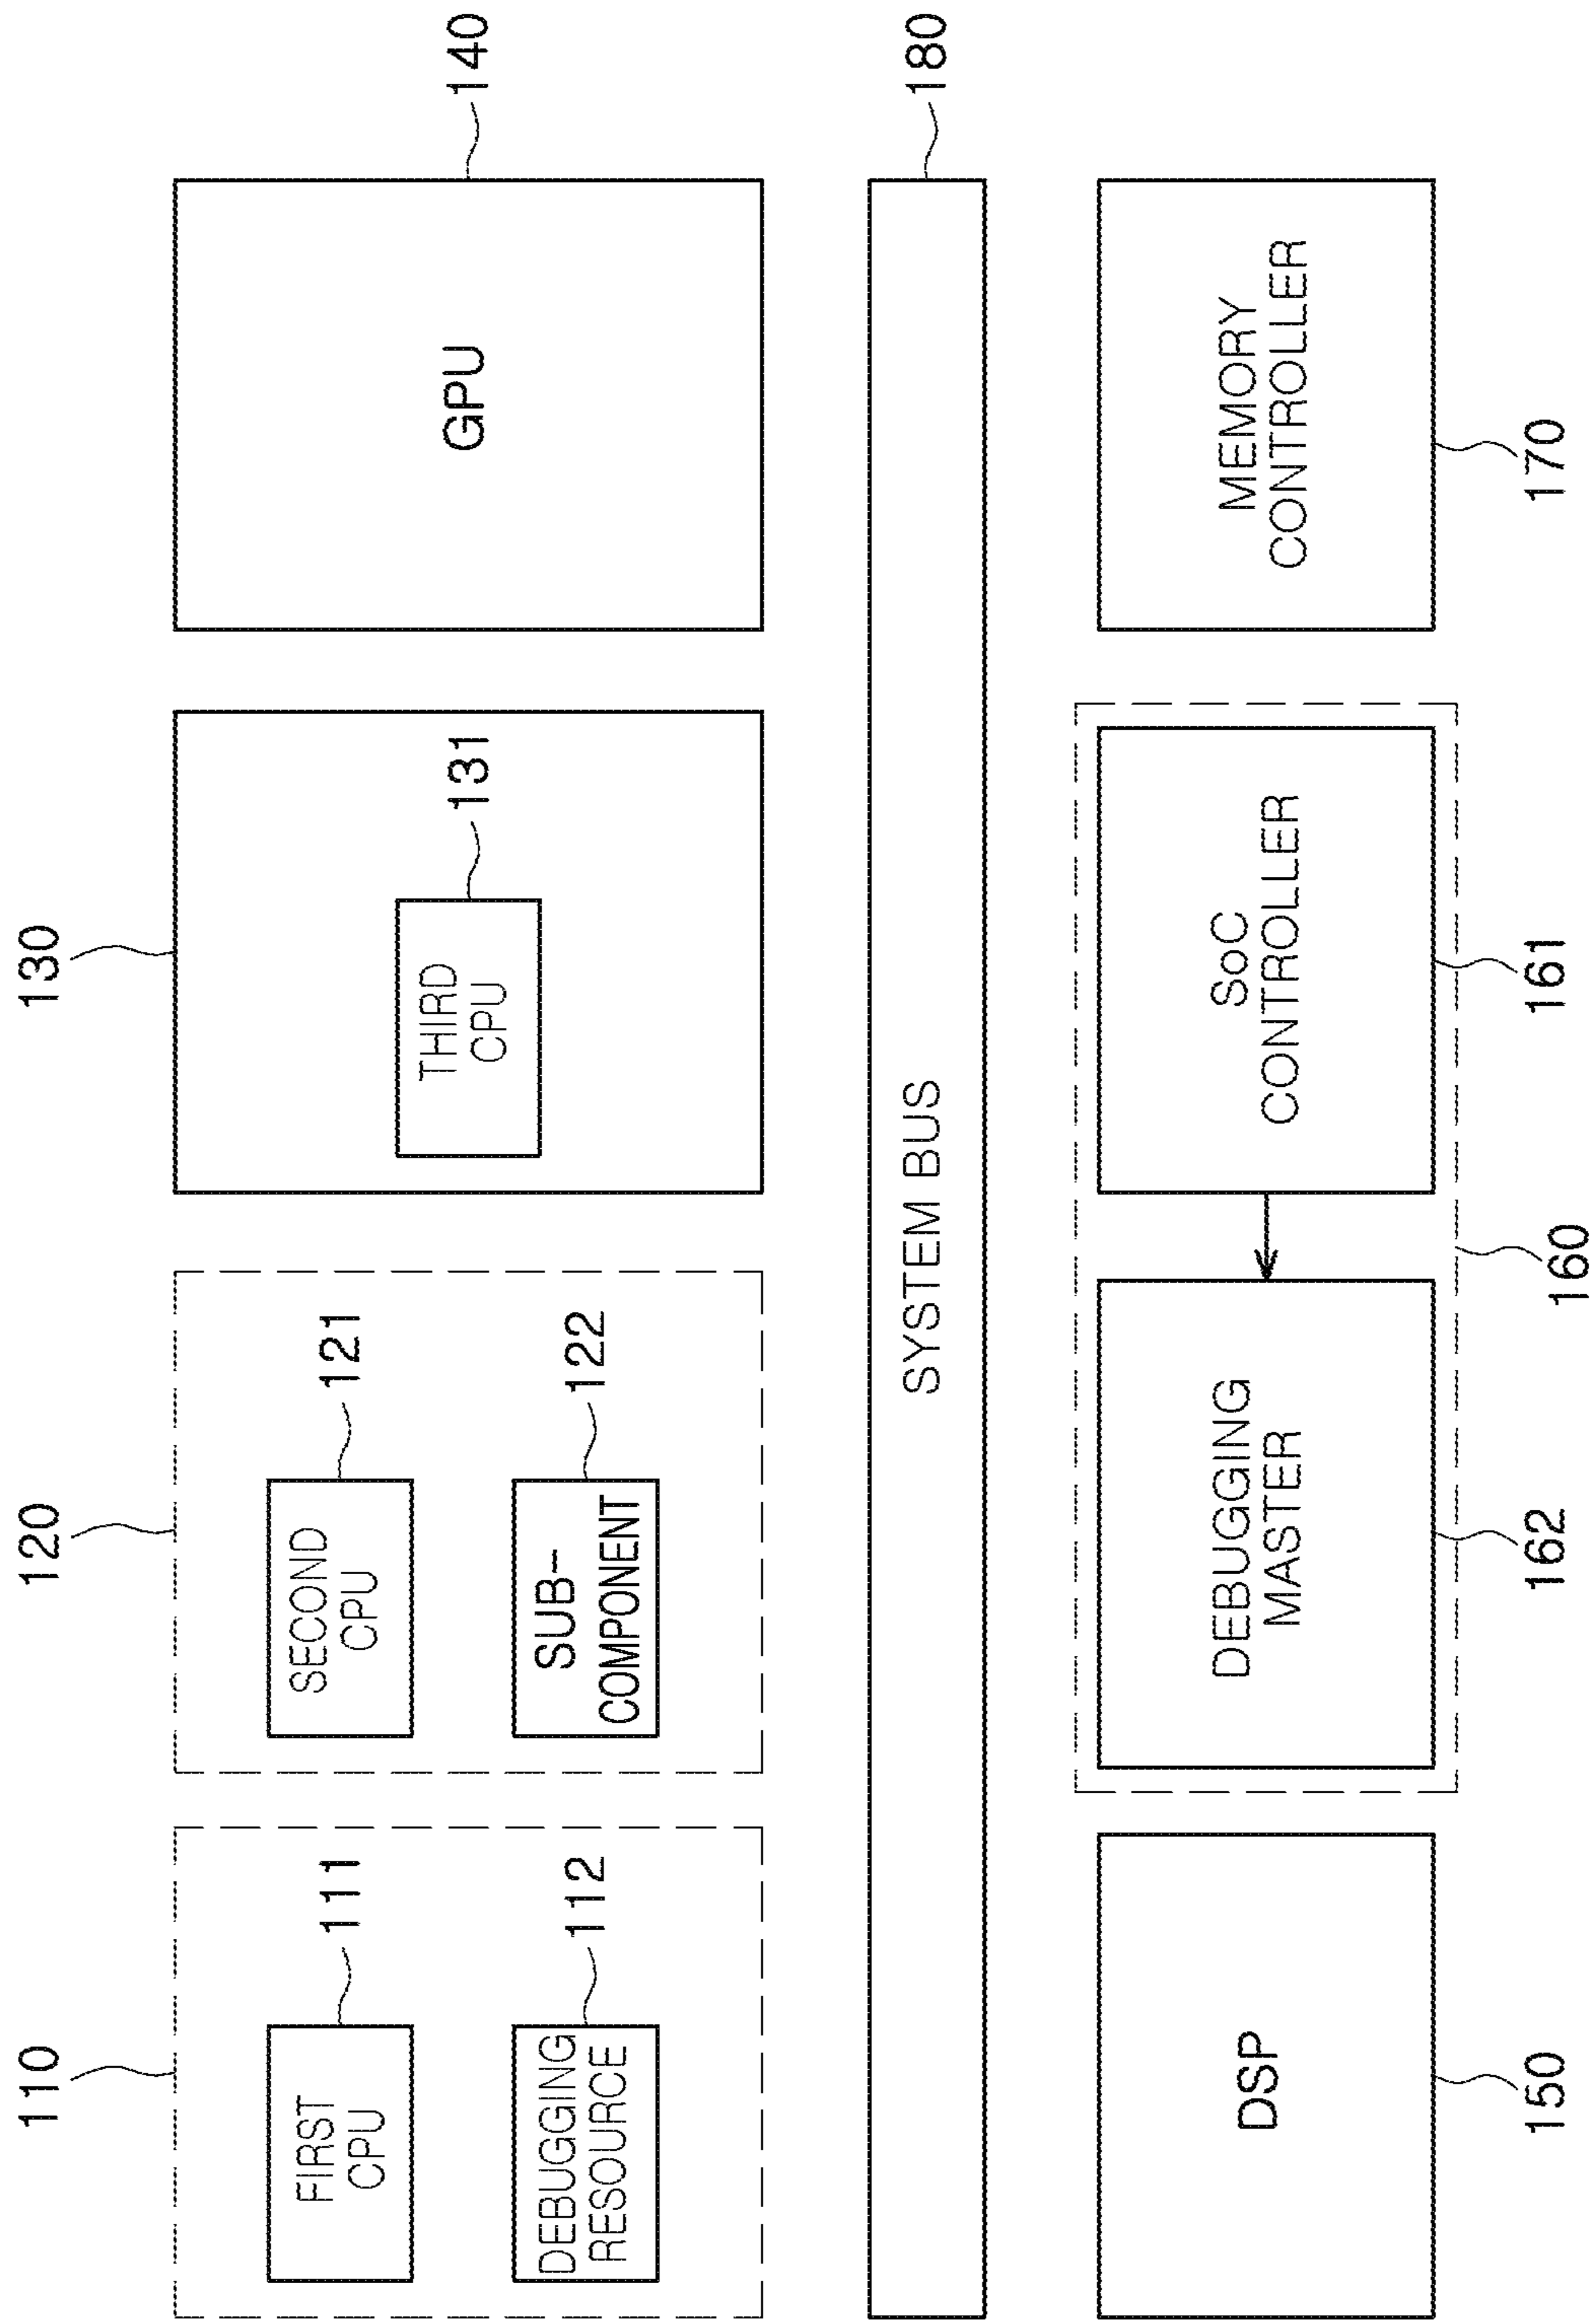 110
120
130
111
121
131
140
FIRST
CPU
SECOND
CPU
THIRD
CPU
GPU
112
122
DEBUGGING
RESOURCE
SUB-
COMPONENT
SYSTEM BUS
180
DSP
DEBUGGING
MASTER
SoC
CONTROLLER
MEMORY
CONTROLLER
150
162
160
161
170